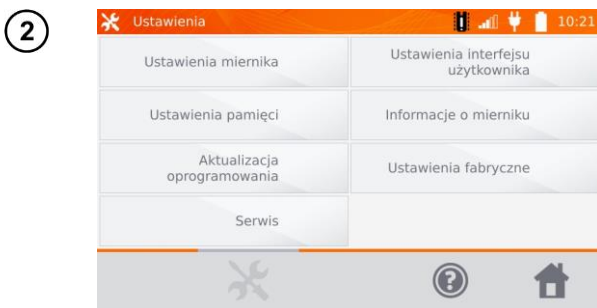 2
Ustawienia 10:21
Ustawienia miernika
Ustawienia interfejsu
użytkownika
Ustawienia pamięci
Informacje o mierniku
Aktualizacja
oprogramowania
Ustawienia fabryczne
Serwis
?